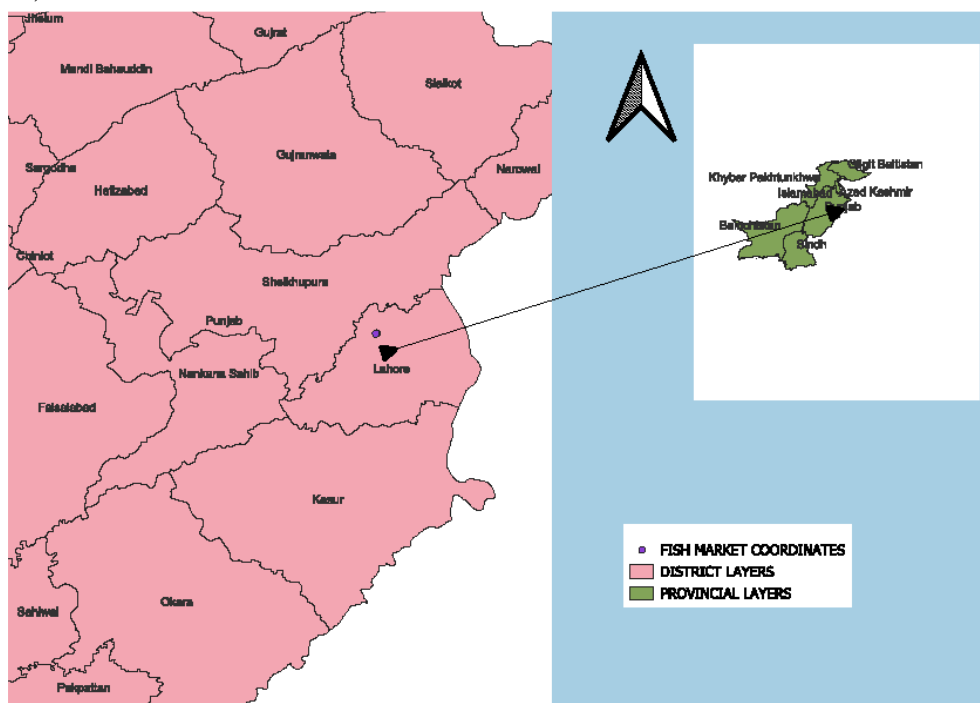 Jhelum
Gujrat
Mandi Bahauddin
Sialkot
Gujranwala
Sargodha
Narowal
Hafizabad
Chiniot
Sheikhupura
Punjab
Lahore
Nankana Sahib
Faisalabad
Kasur
Sahiwal
Okara
Pakpattan
Gilgit Baltistan
Khyber Pakhtunkhwa
Islamabad
Azad Kashmir
Punjab
Balochistan
Sindh
FISH MARKET COORDINATES
DISTRICT LAYERS
PROVINCIAL LAYERS